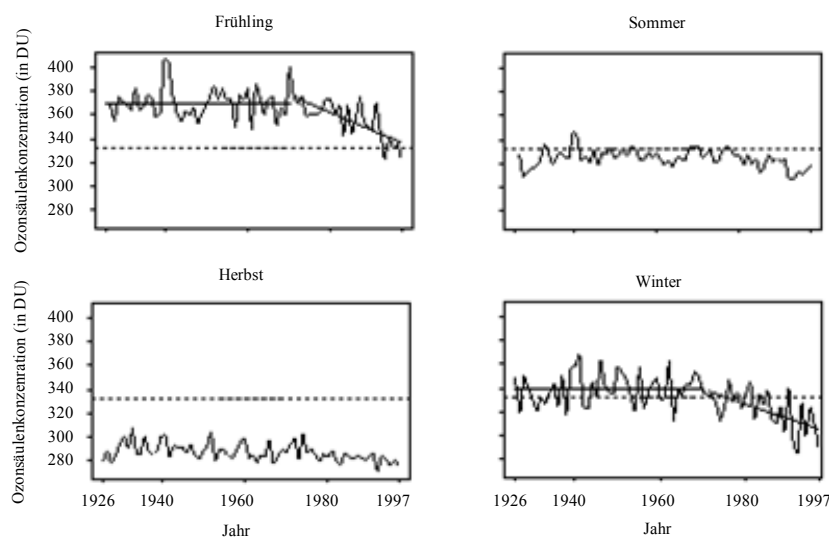 Frühling
Ozonsäulenkonzenration (in DU)
400
380
360
340
320
300
280
Sommer
Herbst
Ozonsäulenkonzenration (in DU)
400
380
360
340
320
300
280
1926 1940 1960 1980 1997
Jahr
Winter
1926 1940 1960 1980 1997
Jahr